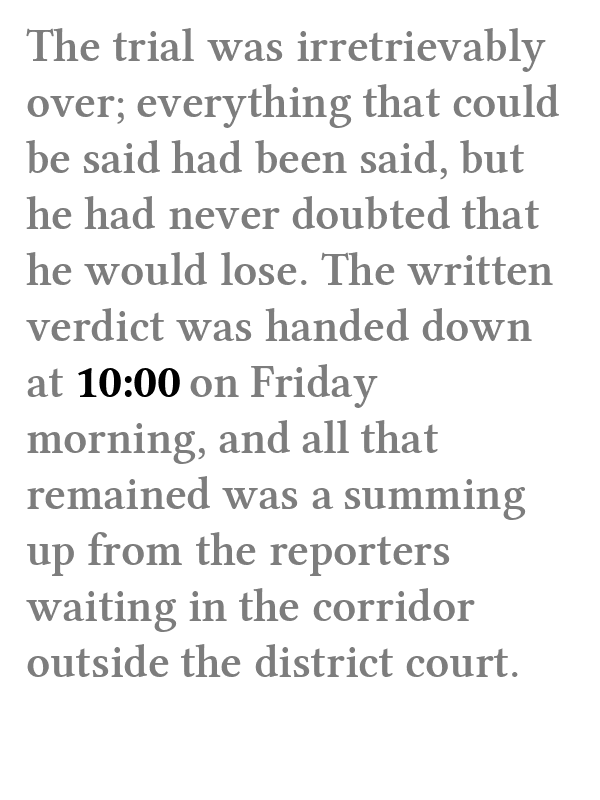 The trial was irretrievably
over; everything that could
be said had been said, but
he had never doubted that
he would lose. The written
verdict was handed down
at 10:00 on Friday
morning, and all that
remained was a summing
up from the reporters
waiting in the corridor
outside the district court.